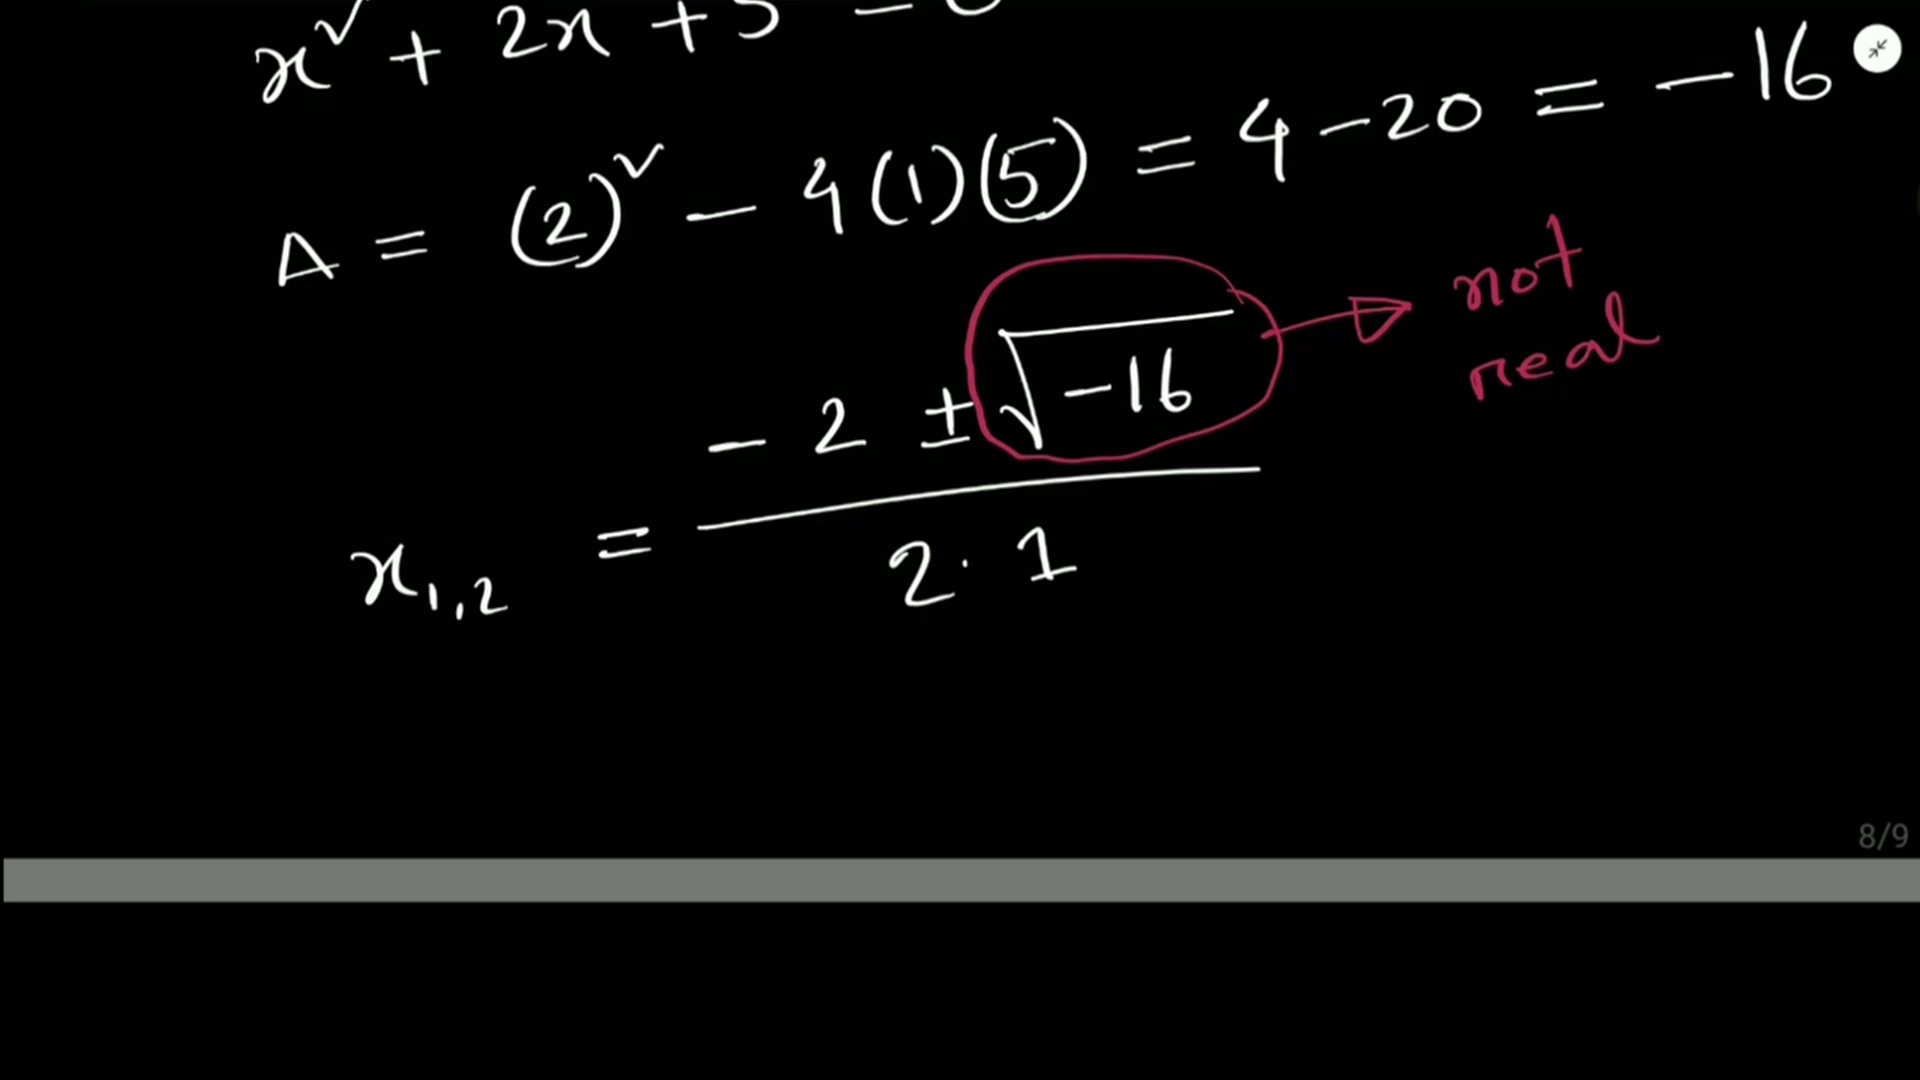 x² + 2x + 5 = 0
Δ = (2)² - 4(1)(5) = 4 - 20 = -16
not
real
-2 ± √-16
x₁,₂ =
2·1
8/9